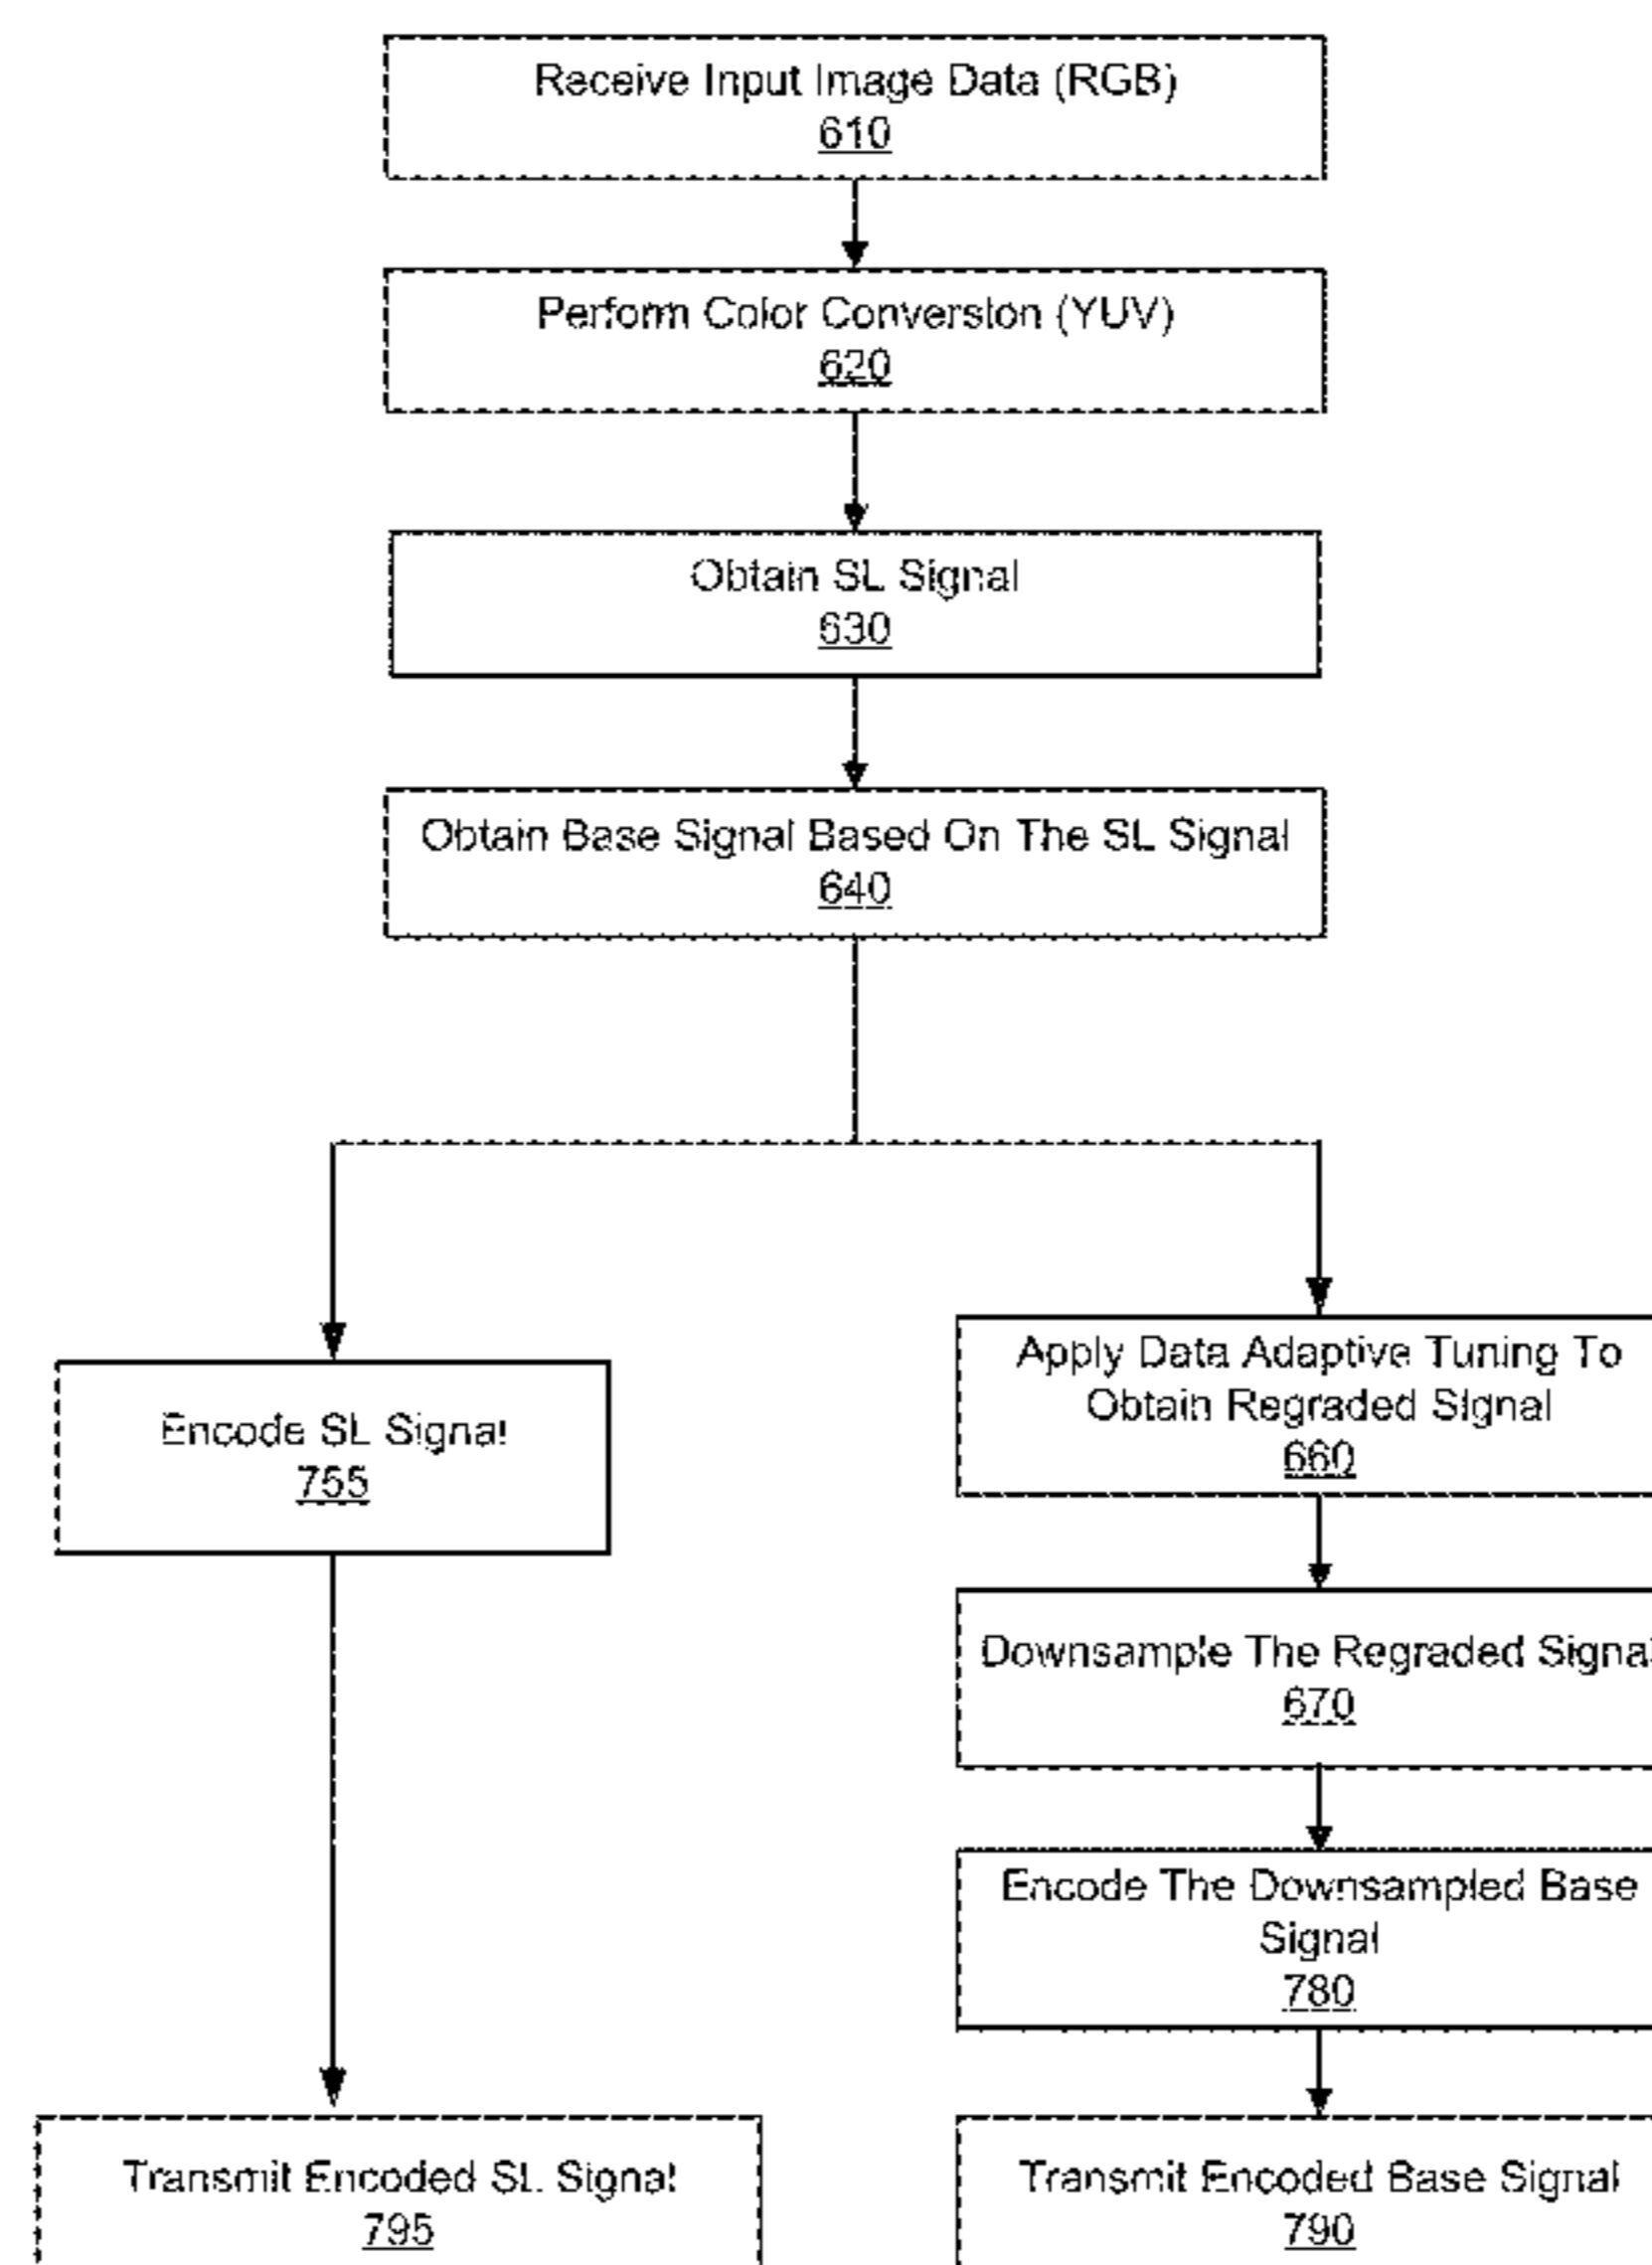 Receive Input Image Data (RGB)
610
Perform Color Conversion (YUV)
620
Obtain SL Signal
630
Obtain Base Signal Based On The SL Signal
640
Encode SL Signal
755
Apply Data Adaptive Tuning To
Obtain Regraded Signal
660
Downsample The Regraded Signal
670
Encode The Downsampled Base
Signal
780
Transmit Encoded SL Signal
795
Transmit Encoded Base Signal
790